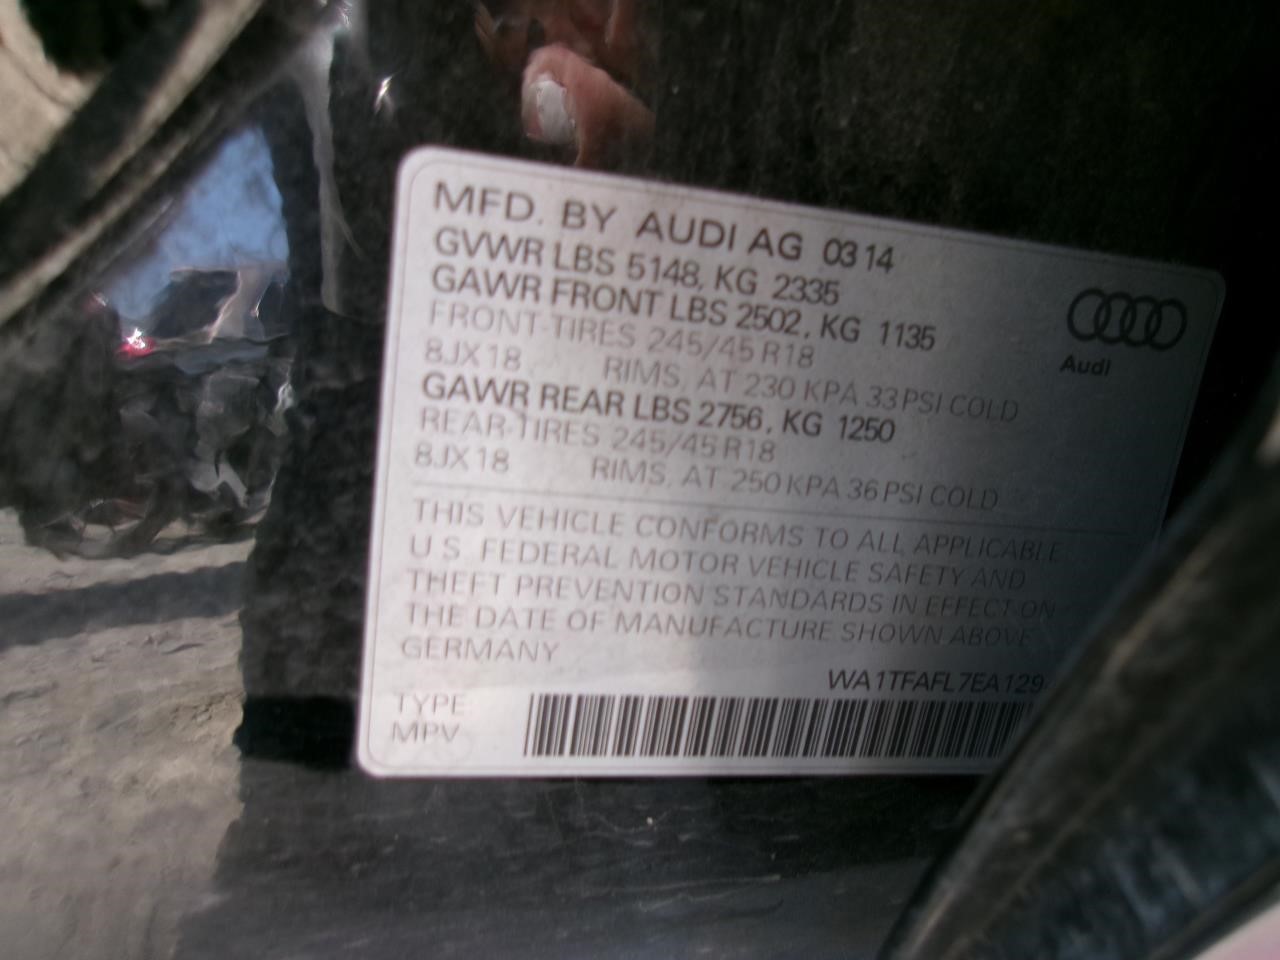 MFD. BY AUDI AG 03 14
GVWR LBS 5148, KG 2335
GAWR FRONT LBS 2502, KG 1135
FRONT-TIRES 245/45 R18
8JX18 RIMS, AT 230 KPA 33 PSI COLD
GAWR REAR LBS 2756, KG 1250
REAR-TIRES 245/45 R18
8JX18 RIMS, AT 250 KPA 36 PSI COLD
Audi
THIS VEHICLE CONFORMS TO ALL APPLICABLE
U.S. FEDERAL MOTOR VEHICLE SAFETY AND
THEFT PREVENTION STANDARDS IN EFFECT ON
THE DATE OF MANUFACTURE SHOWN ABOVE
GERMANY
WA1TFAFL7EA129
TYPE
MPV